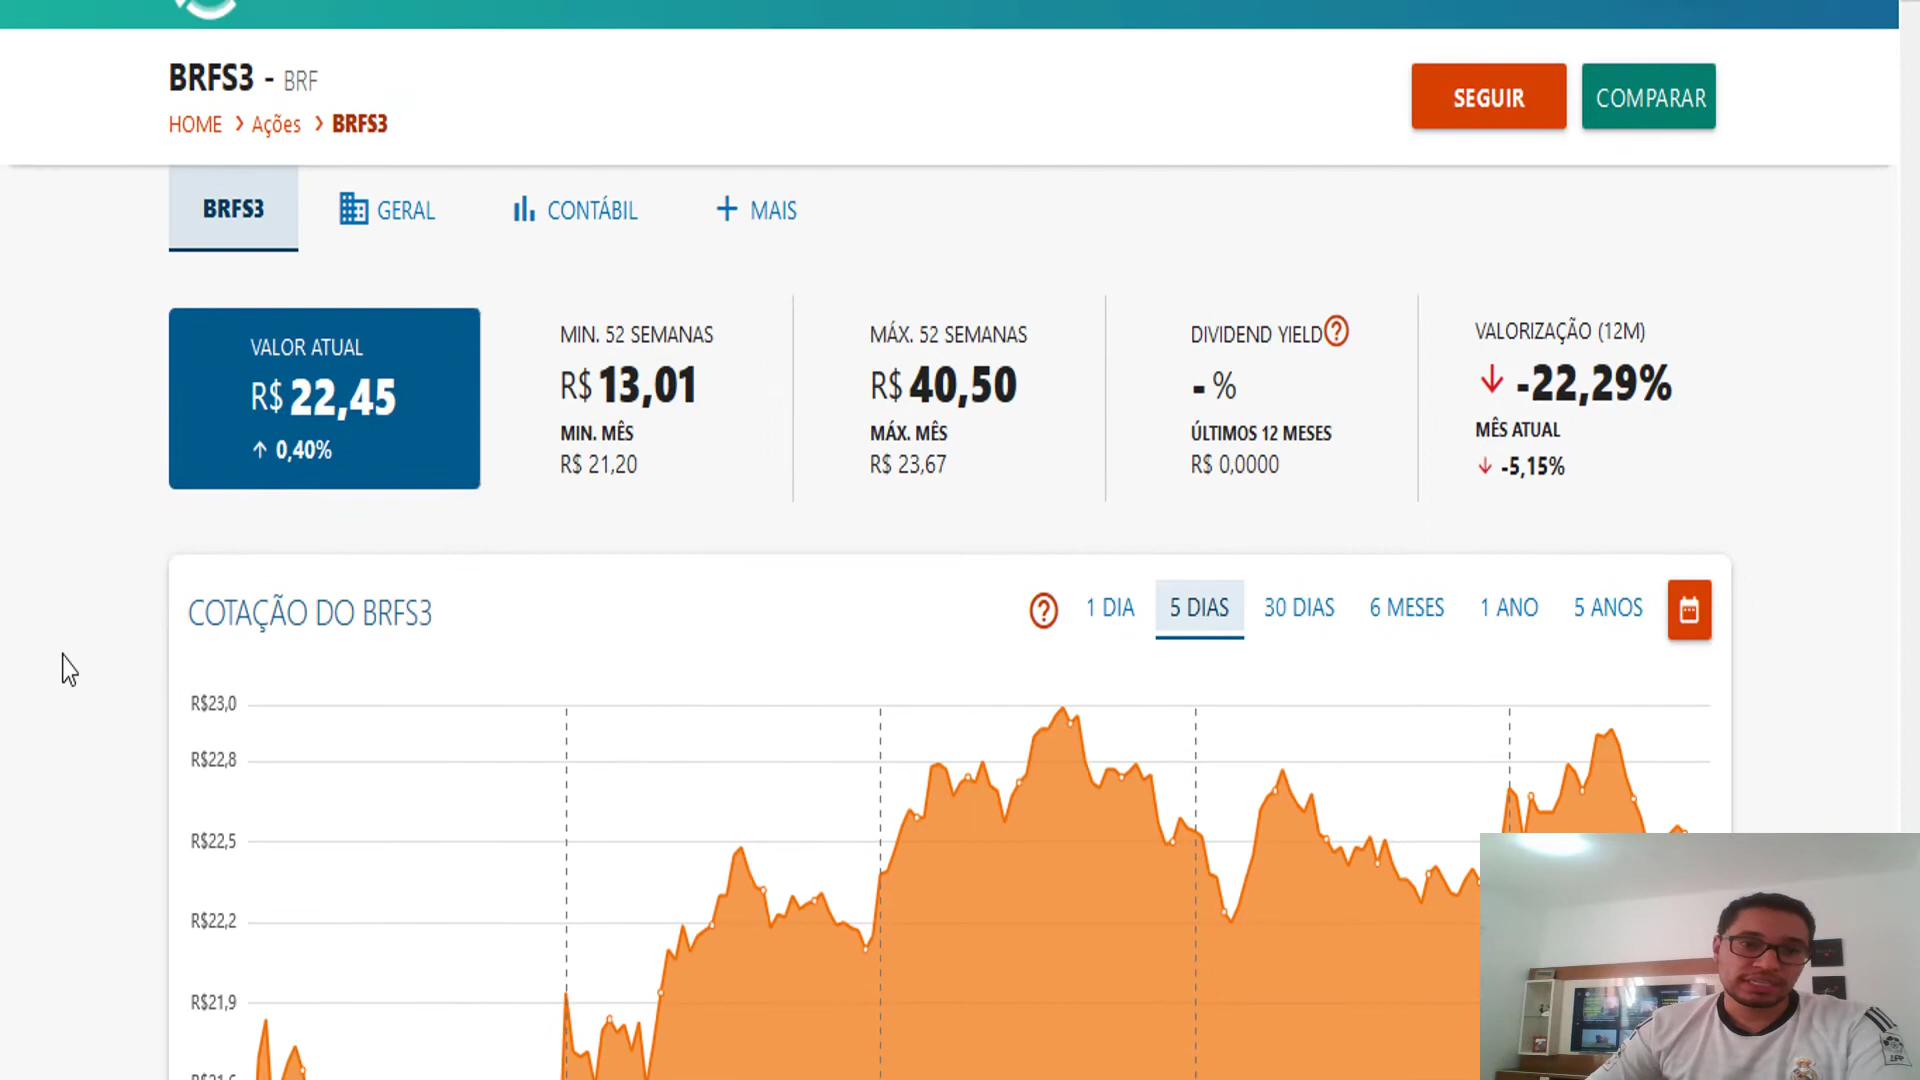 BRFS3 - BRF
SEGUIR
COMPARAR
HOME > Ações > BRFS3
BRFS3
GERAL
CONTÁBIL
+ MAIS
VALOR ATUAL
R$ 22,45
↑ 0,40%
MIN. 52 SEMANAS
R$ 13,01
MIN. MÊS
R$ 21,20
MÁX. 52 SEMANAS
R$ 40,50
MÁX. MÊS
R$ 23,67
DIVIDEND YIELD ?
- %
ÚLTIMOS 12 MESES
R$ 0,0000
VALORIZAÇÃO (12M)
↓ -22,29%
MÊS ATUAL
↓ -5,15%
COTAÇÃO DO BRFS3
?
1 DIA
5 DIAS
30 DIAS
6 MESES
1 ANO
5 ANOS
R$23,0
R$22,8
R$22,5
R$22,2
R$21,9